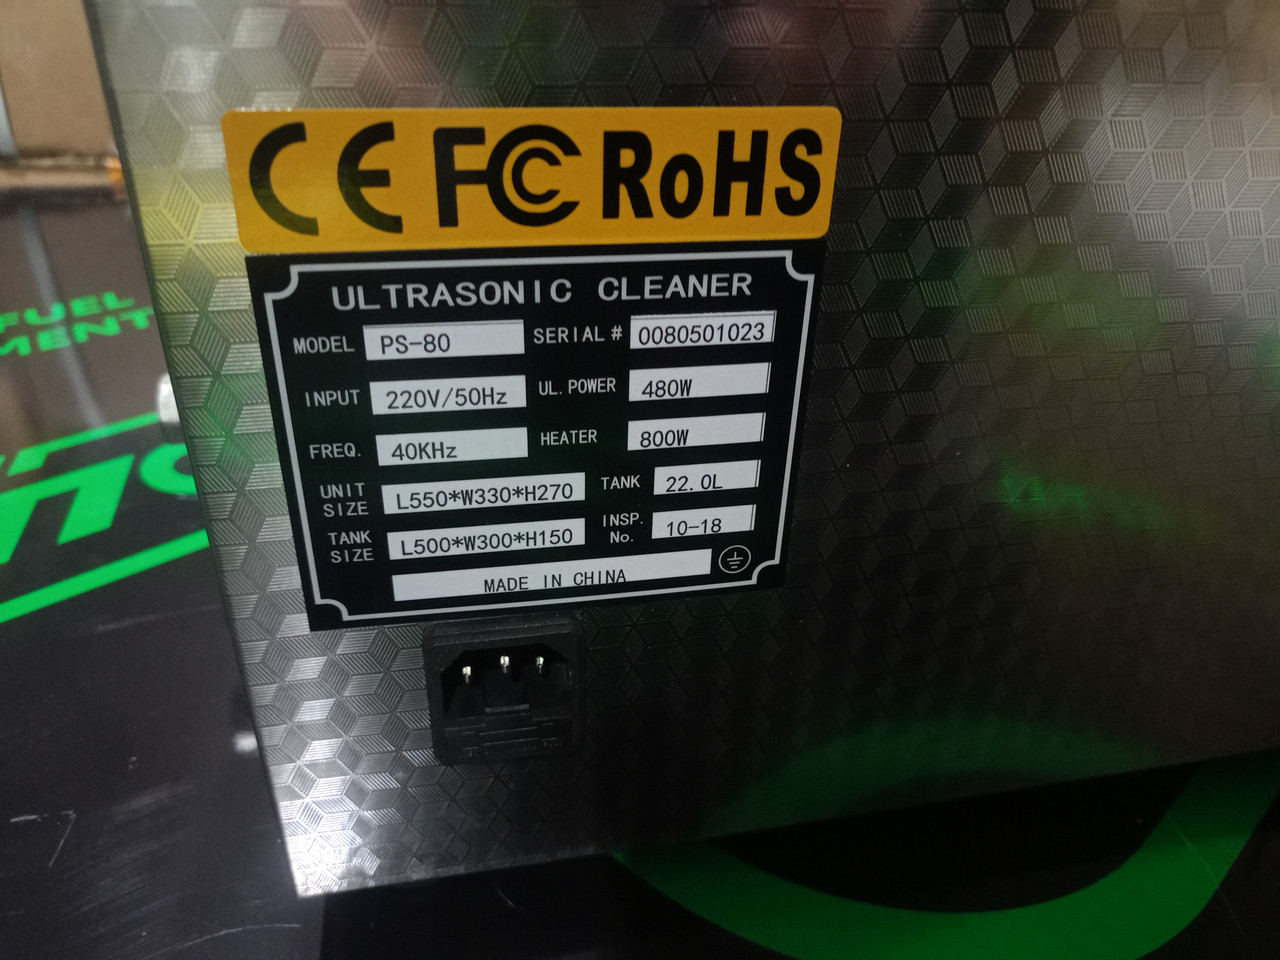 CE FC RoHS
ULTRASONIC CLEANER
MODEL PS-80 SERIAL # 0080501023
INPUT 220V/50Hz UL.POWER 480W
FREQ. 40KHz HEATER 800W
UNIT SIZE L550*W330*H270 TANK 22.0L
TANK SIZE L500*W300*H150 INSP. No. 10-18
MADE IN CHINA
FUEL
MENT